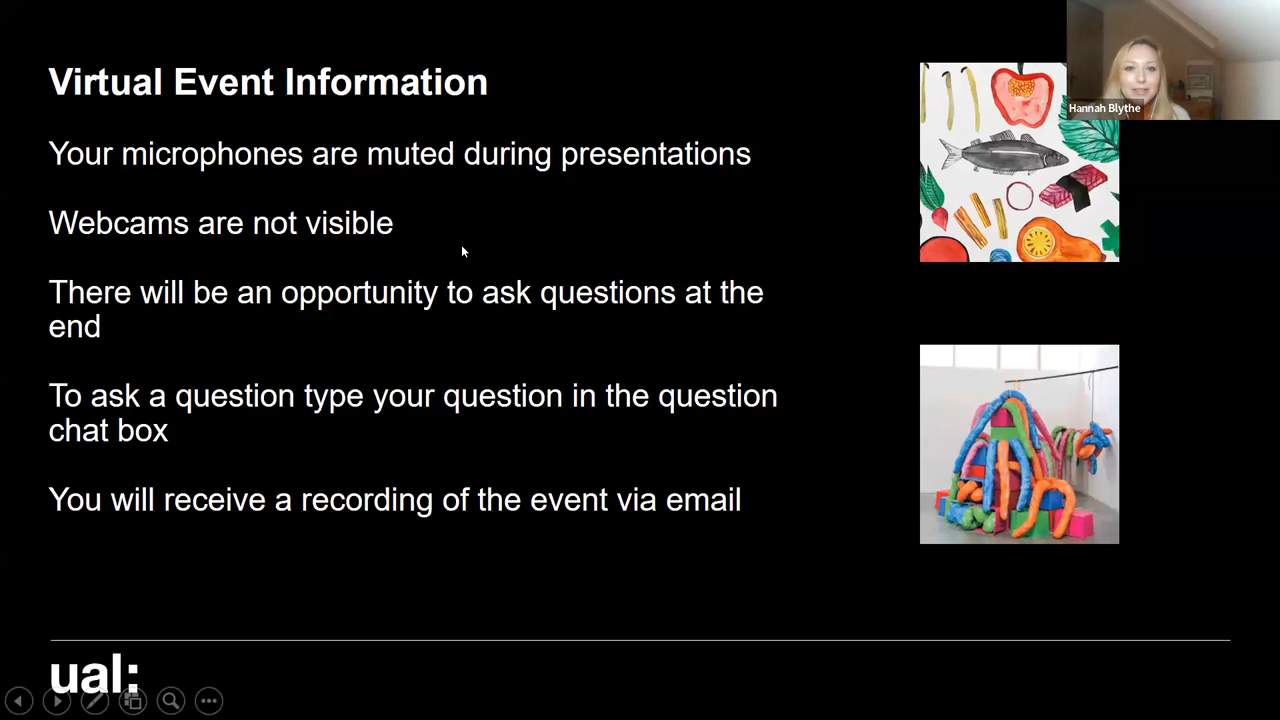 Virtual Event Information
Hannah Blythe
Your microphones are muted during presentations
Webcams are not visible
There will be an opportunity to ask questions at the
end
To ask a question type your question in the question
chat box
You will receive a recording of the event via email
ual: